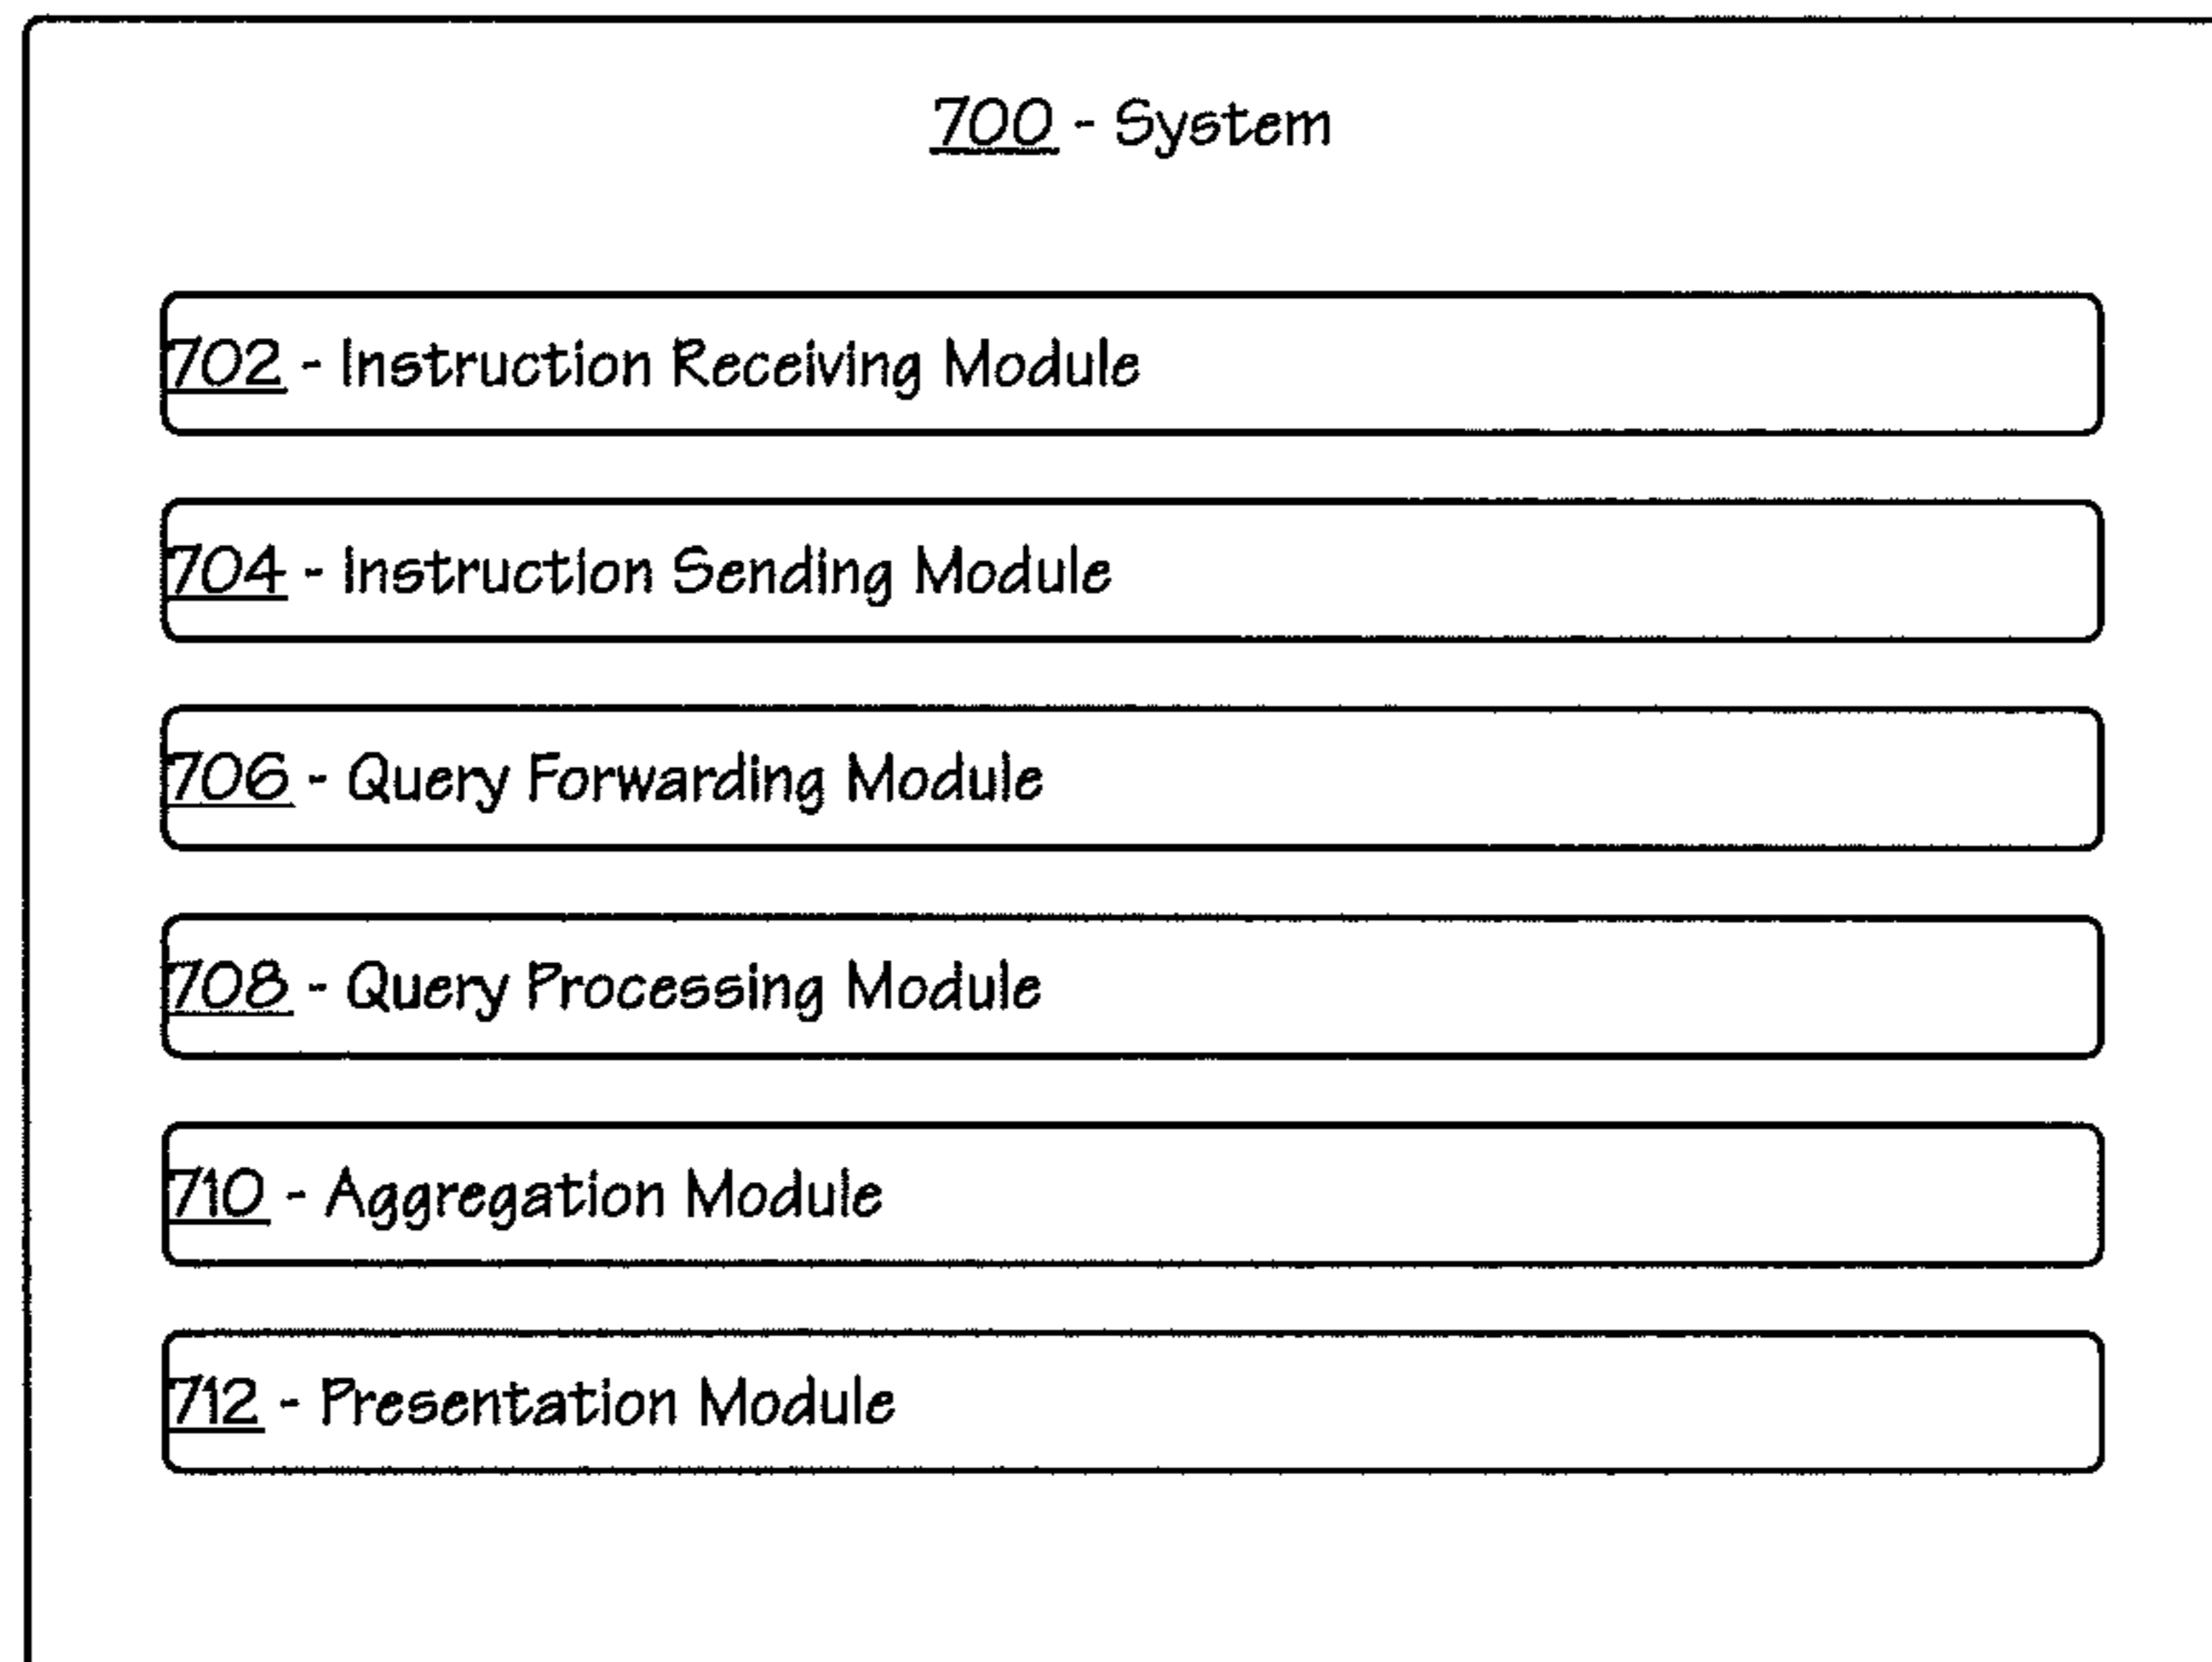 700 - System
702 - Instruction Receiving Module
704 - Instruction Sending Module
706 - Query Forwarding Module
708 - Query Processing Module
710 - Aggregation Module
712 - Presentation Module